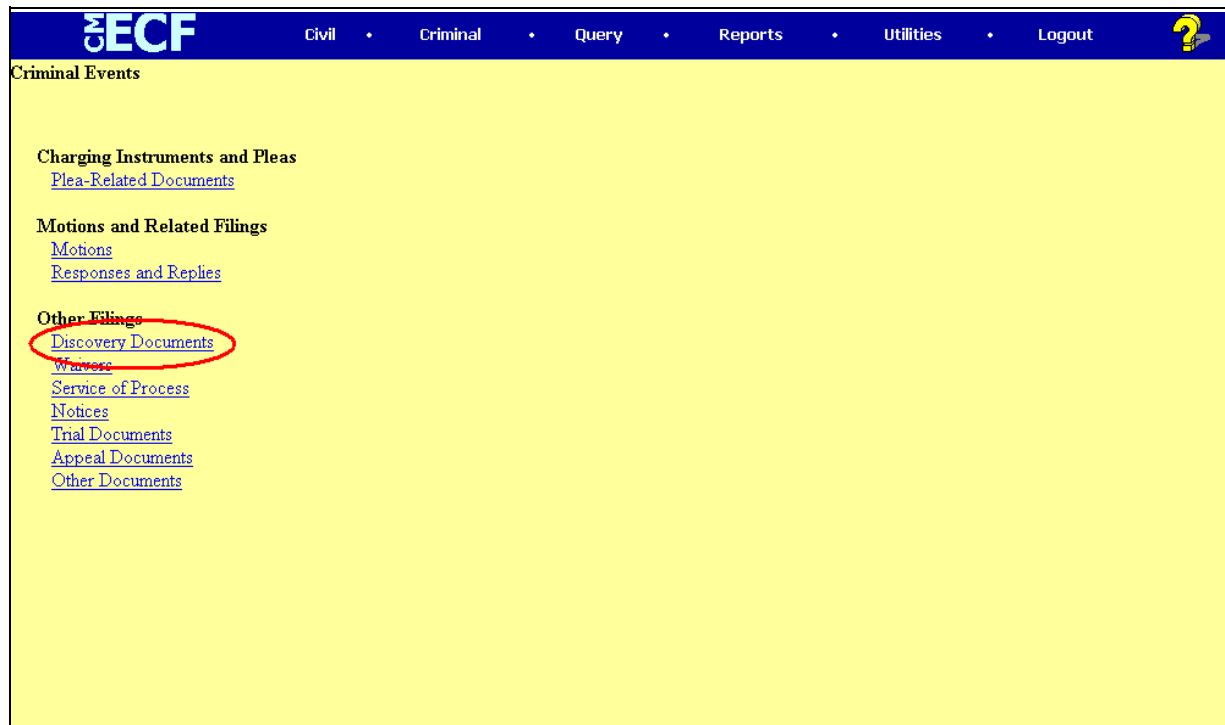 CM ECF Civil • Criminal • Query • Reports • Utilities • Logout ?
Criminal Events
Charging Instruments and Pleas
Plea-Related Documents
Motions and Related Filings
Motions
Responses and Replies
Other Filings
Discovery Documents
Waivers
Service of Process
Notices
Trial Documents
Appeal Documents
Other Documents